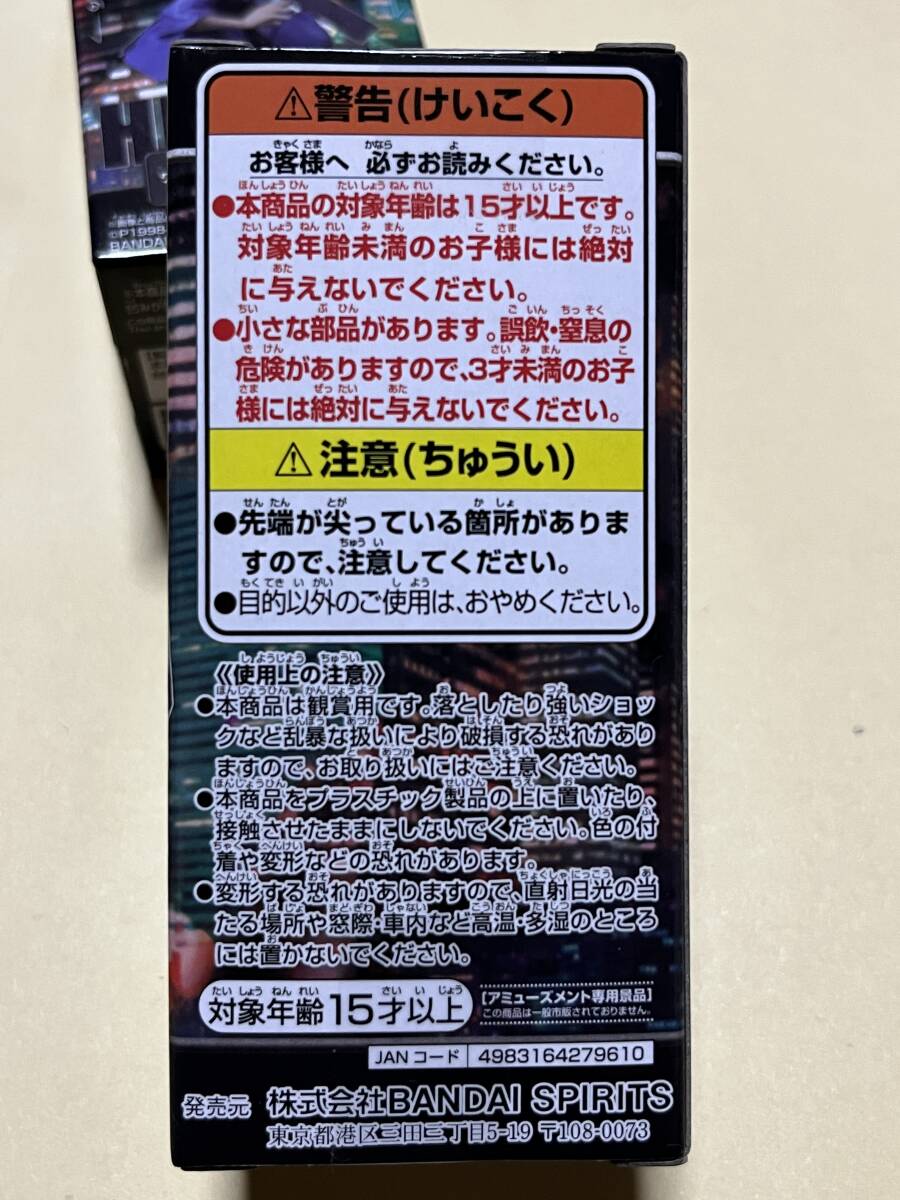 ©P1998-
BANDAI
⚠警告(けいこく)
お客様へ 必ずお読みください。
●本商品の対象年齢は15才以上です。
対象年齢未満のお子様には絶対
に与えないでください。
●小さな部品があります。誤飲・窒息の
危険がありますので、3才未満のお子
様には絶対に与えないでください。
⚠注意(ちゅうい)
●先端が尖っている箇所がありま
すので、注意してください。
●目的以外のご使用は、おやめください。
《使用上の注意》
●本商品は観賞用です。落としたり強いショッ
クなど乱暴な扱いにより破損する恐れがあり
ますので、お取り扱いにはご注意ください。
●本商品をプラスチック製品の上に置いたり、
接触させたままにしないでください。色の付
着や変形などの恐れがあります。
●変形する恐れがありますので、直射日光の当
たる場所や窓際・車内など高温・多湿のところ
には置かないでください。
対象年齢15才以上
【アミューズメント専用景品】
この商品は一般市販されておりません。
JANコード 4983164279610
発売元 株式会社BANDAI SPIRITS
東京都港区三田三丁目5-19 〒108-0073